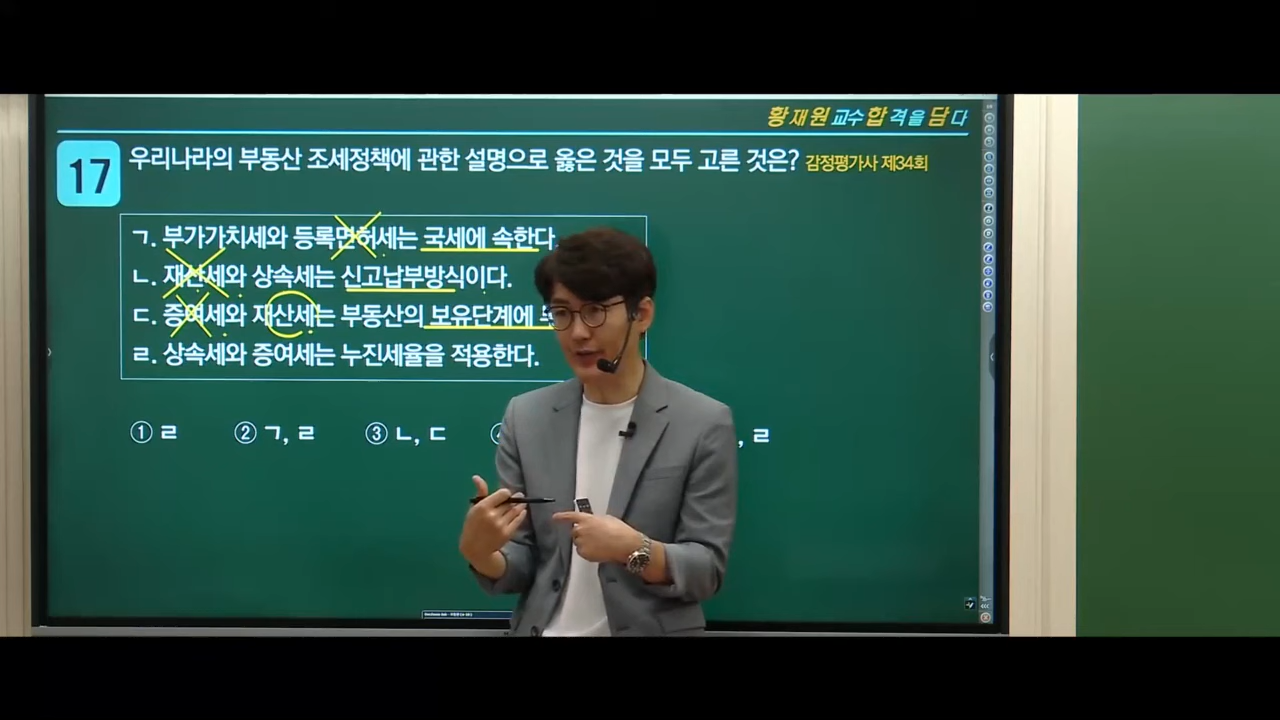 황재원 교수 합격을 담다
17 우리나라의 부동산 조세정책에 관한 설명으로 옳은 것을 모두 고른 것은? 감정평가사 제34회
ㄱ. 부가가치세와 등록면허세는 국세에 속한다
ㄴ. 재산세와 상속세는 신고납부방식이다.
ㄷ. 증여세와 재산세는 부동산의 보유단계에
ㄹ. 상속세와 증여세는 누진세율을 적용한다.
① ㄹ ② ㄱ, ㄹ ③ ㄴ, ㄷ , ㄹ